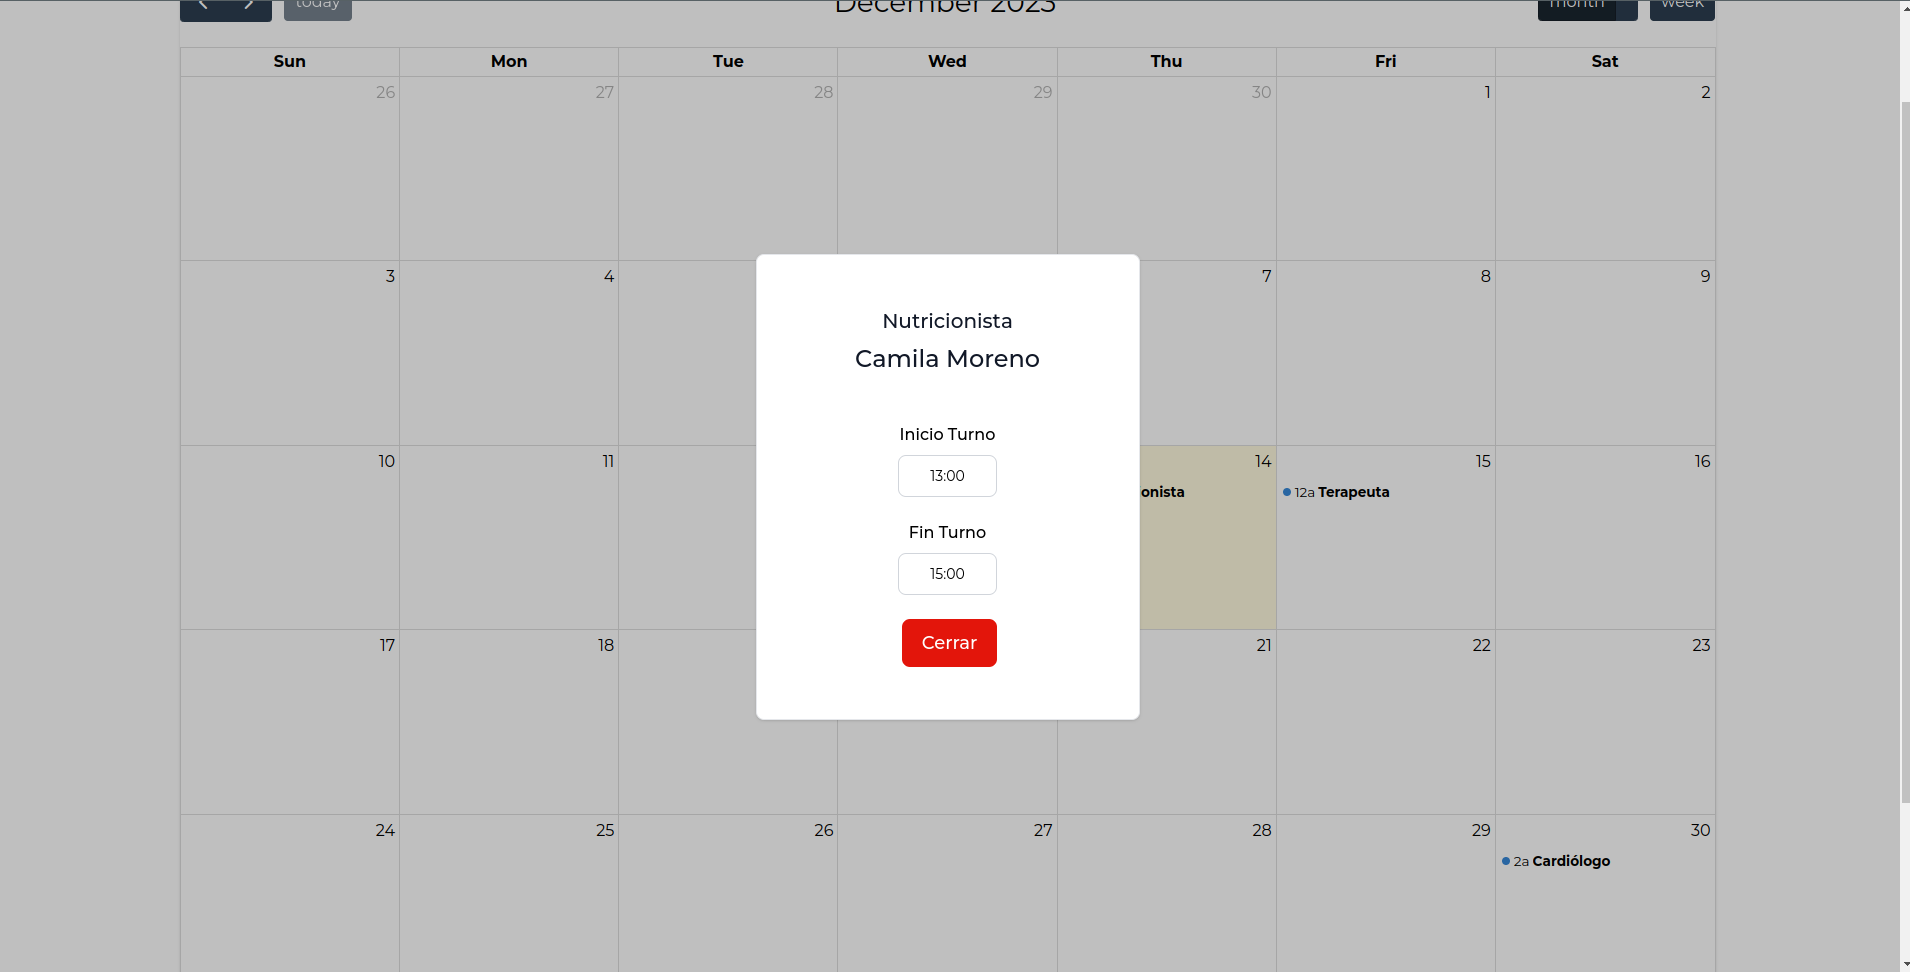 today
December 2023
month
week
Sun Mon Tue Wed Thu Fri Sat
26 27 28 29 30 1 2
3 4 7 8 9
Nutricionista
Camila Moreno
Inicio Turno
13:00
Fin Turno
15:00
Cerrar
10 11 14 15 16
onista
12a Terapeuta
17 18 21 22 23
24 25 26 27 28 29 30
2a Cardiólogo